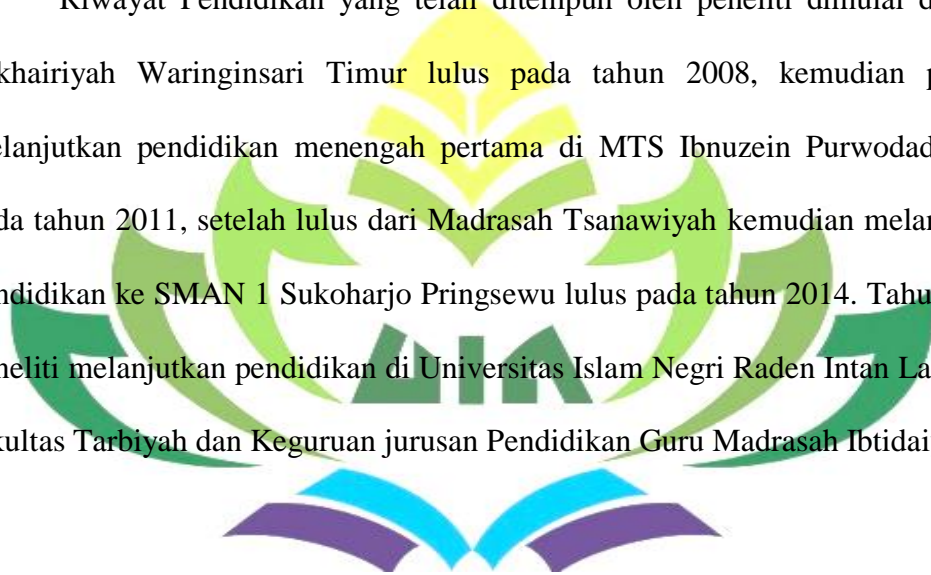 Riwayat Pendidikan yang telah ditempuh oleh peneliti dimulai d
khairiyah Waringinsari Timur lulus pada tahun 2008, kemudian p
elanjutkan pendidikan menengah pertama di MTS Ibnuzein Purwodad
da tahun 2011, setelah lulus dari Madrasah Tsanawiyah kemudian melan
ndidikan ke SMAN 1 Sukoharjo Pringsewu lulus pada tahun 2014. Tahu
neliti melanjutkan pendidikan di Universitas Islam Negri Raden Intan La
kultas Tarbiyah dan Keguruan jurusan Pendidikan Guru Madrasah Ibtidai
UIN